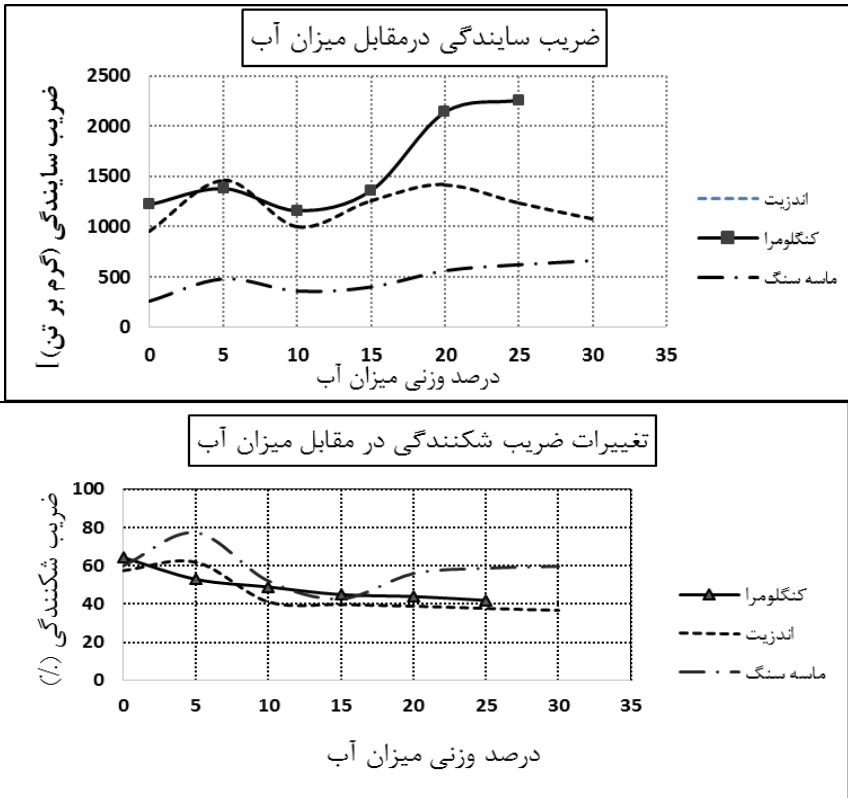 ضریب سایندگی درمقابل میزان آب
ضریب سایندگی (گرم بر تن)]
2500
2000
1500
1000
500
0
0 5 10 15 20 25 30 35
درصد وزنی میزان آب
اندزیت
کنگلومرا
ماسه سنگ
تغییرات ضریب شکنندگی در مقابل میزان آب
ضریب شکنندگی (%)
100
80
60
40
20
0
0 5 10 15 20 25 30 35
درصد وزنی میزان آب
کنگلومرا
اندزیت
ماسه سنگ